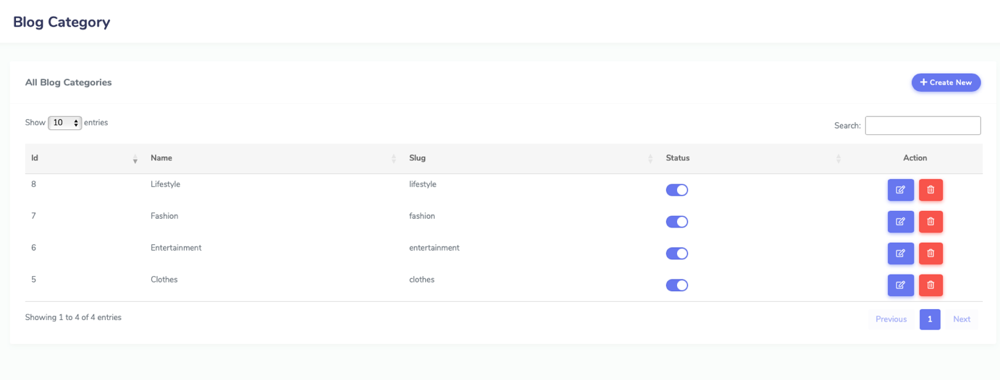 Blog Category
All Blog Categories
+ Create New
Show 10 entries
Search:
Id Name Slug Status Action
8 Lifestyle lifestyle
7 Fashion fashion
6 Entertainment entertainment
5 Clothes clothes
Showing 1 to 4 of 4 entries
Previous 1 Next